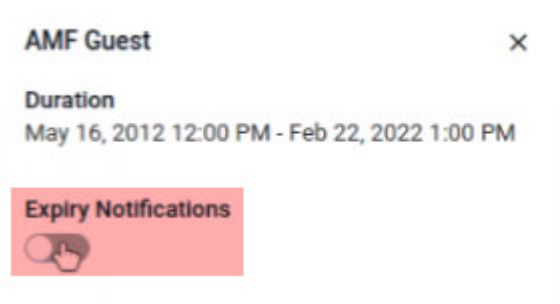 AMF Guest
Duration
May 16, 2012 12:00 PM - Feb 22, 2022 1:00 PM
Expiry Notifications